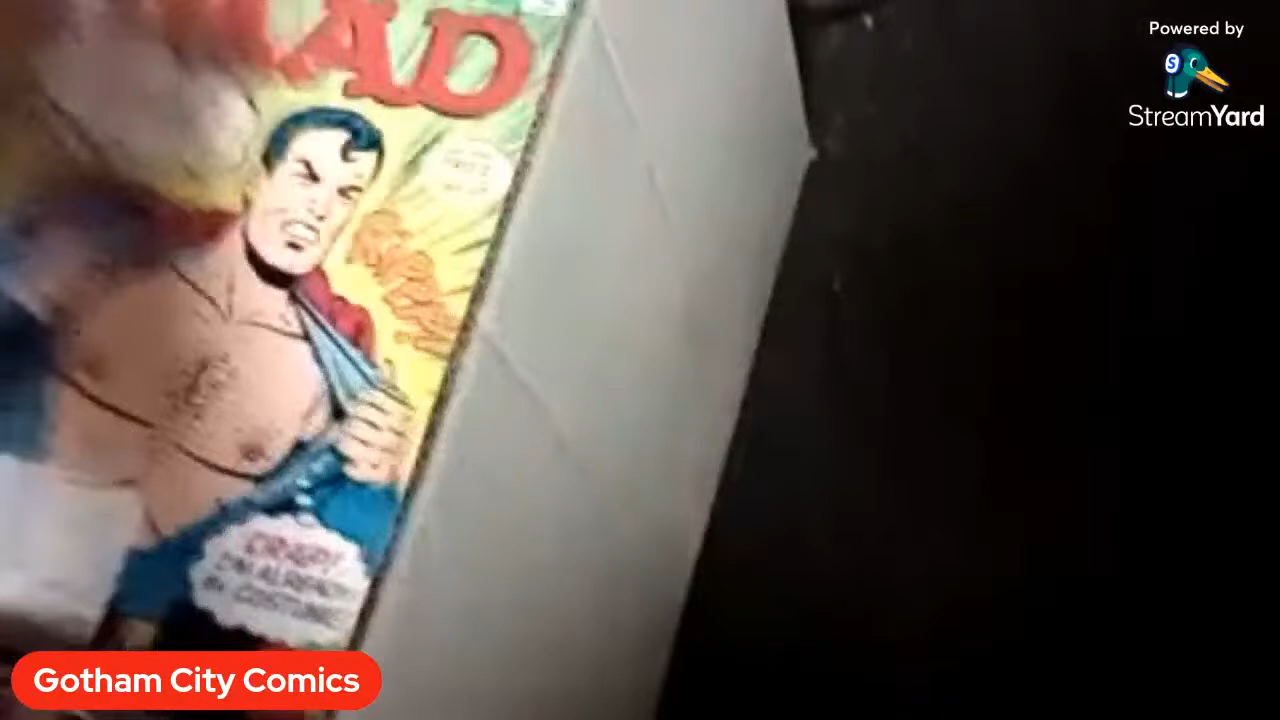 AD
CRAP!
I'M ALREADY
IN COSTUME.
Powered by
StreamYard
Gotham City Comics